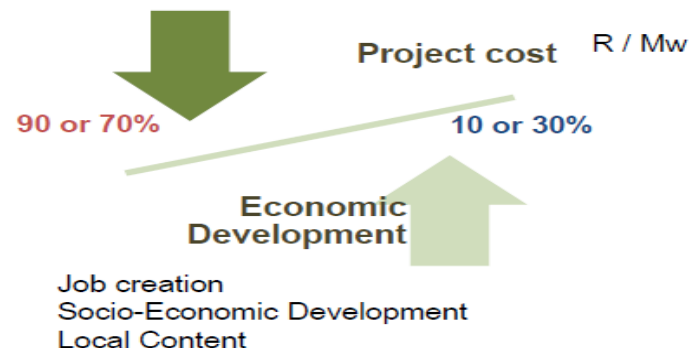 Project cost R / Mw
90 or 70%
10 or 30%
Economic
Development
Job creation
Socio-Economic Development
Local Content